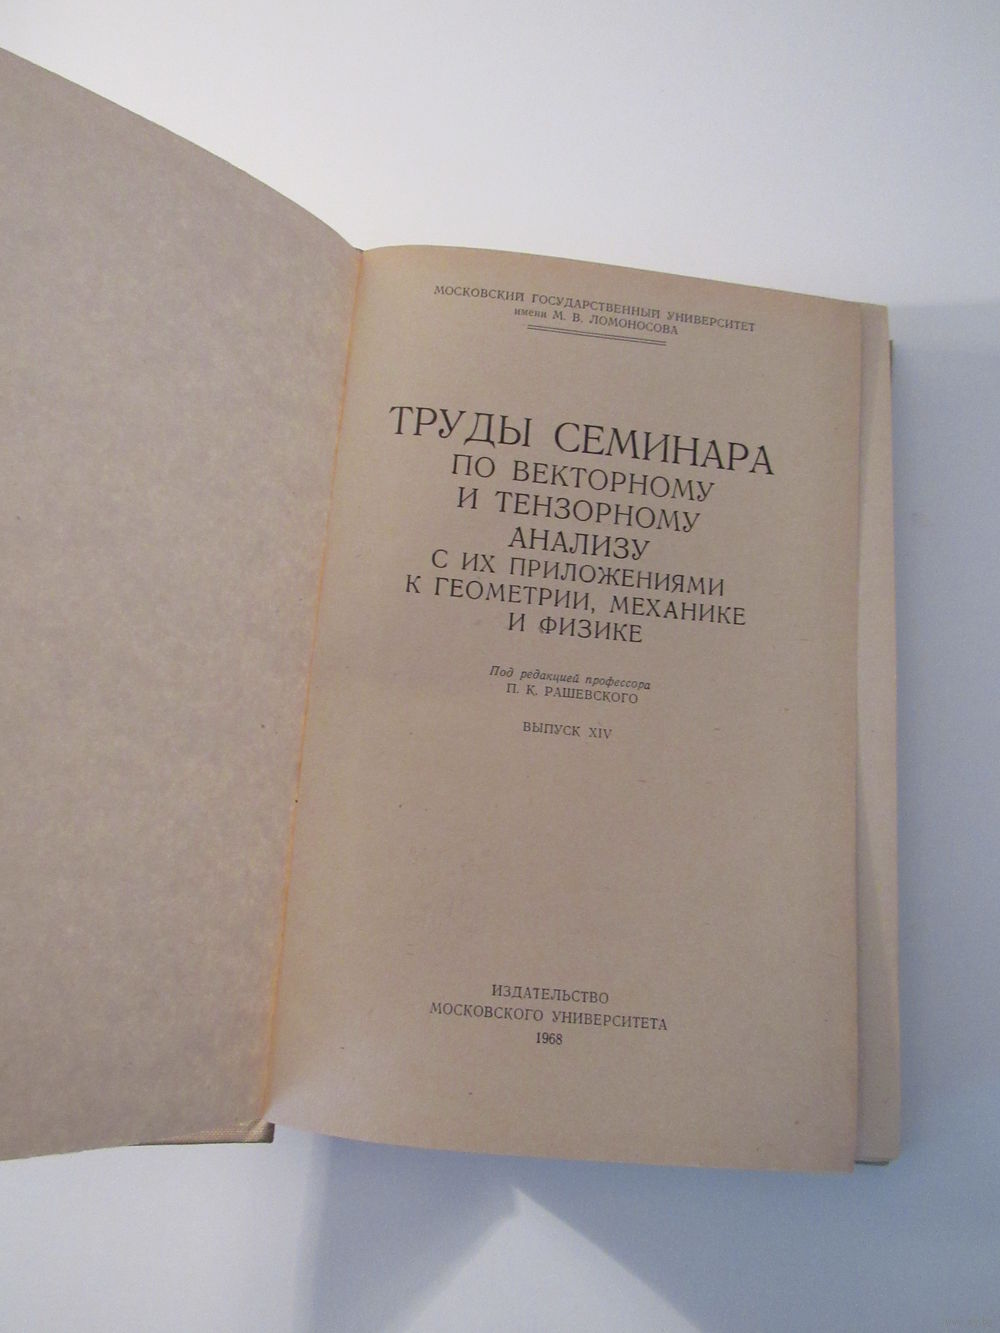 МОСКОВСКИЙ ГОСУДАРСТВЕННЫЙ УНИВЕРСИТЕТ
имени М. В. ЛОМОНОСОВА
ТРУДЫ СЕМИНАРА
ПО ВЕКТОРНОМУ
И ТЕНЗОРНОМУ
АНАЛИЗУ
С ИХ ПРИЛОЖЕНИЯМИ
К ГЕОМЕТРИИ, МЕХАНИКЕ
И ФИЗИКЕ
Под редакцией профессора
П. К. РАШЕВСКОГО
ВЫПУСК XIV
ИЗДАТЕЛЬСТВО
МОСКОВСКОГО УНИВЕРСИТЕТА
1968